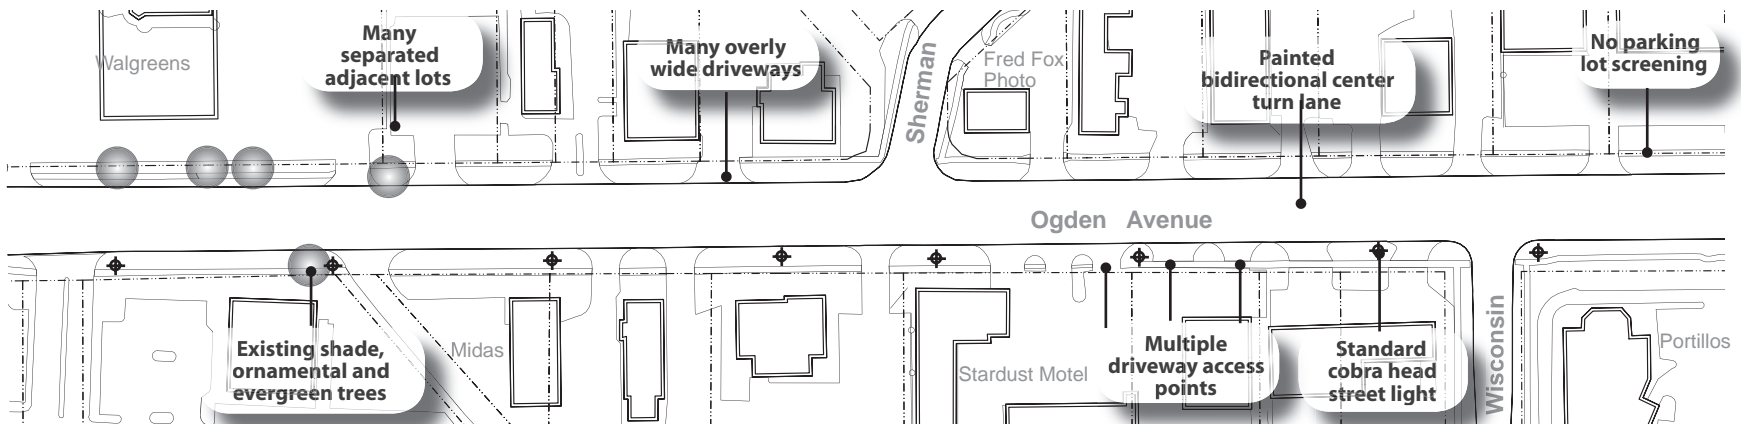 Walgreens
Many
separated
adjacent lots
Many overly
wide driveways
Sherman
Fred Fox
Photo
Painted
bidirectional center
turn lane
No parking
lot screening
Ogden Avenue
Existing shade,
ornamental and
evergreen trees
Midas
Stardust Motel
Multiple
driveway access
points
Standard
cobra head
street light
Wisconsin
Portillos